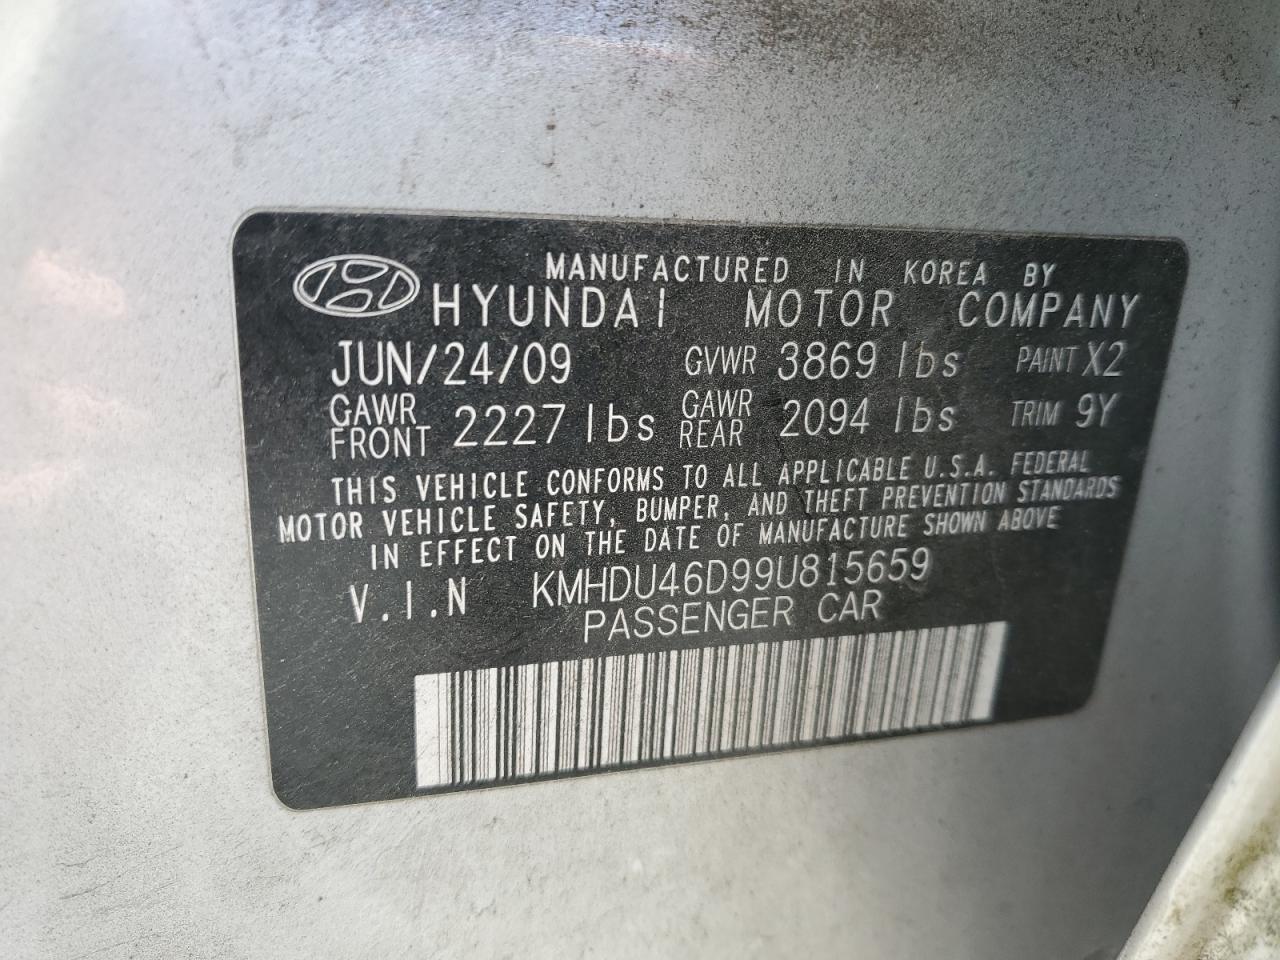 MANUFACTURED IN KOREA BY
HYUNDAI MOTOR COMPANY
JUN/24/09 GVWR 3869 lbs PAINT X2
GAWR FRONT 2227 lbs GAWR REAR 2094 lbs TRIM 9Y
THIS VEHICLE CONFORMS TO ALL APPLICABLE U.S.A. FEDERAL
MOTOR VEHICLE SAFETY, BUMPER, AND THEFT PREVENTION STANDARDS
IN EFFECT ON THE DATE OF MANUFACTURE SHOWN ABOVE
V.I.N KMHDU46D99U815659
PASSENGER CAR